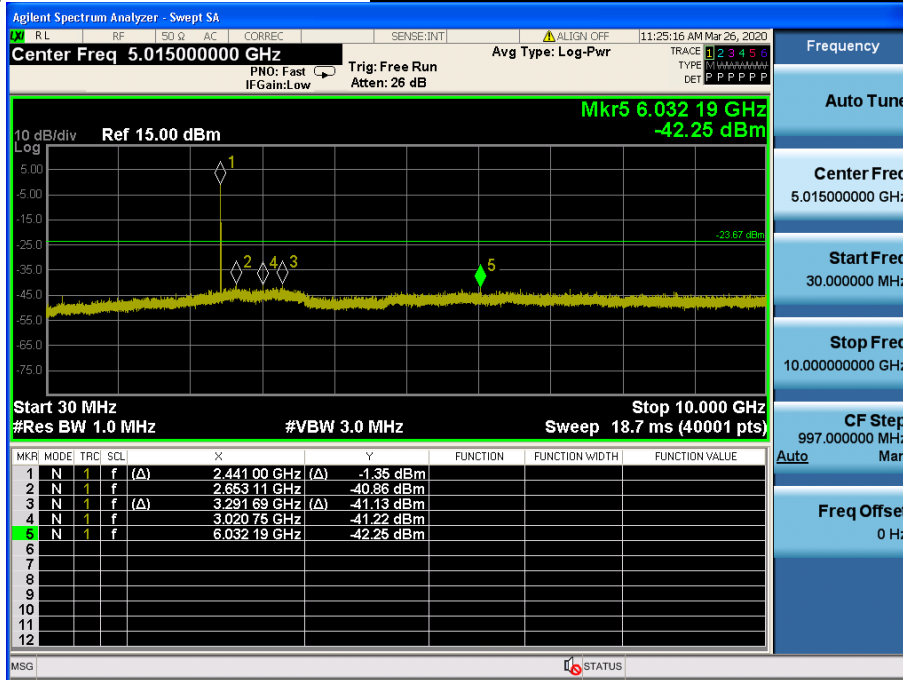 Agilent Spectrum Analyzer - Swept SA
LXI RL RF 50 Ω AC CORREC SENSE:INT ALIGN OFF 11:25:16 AM Mar 26, 2020
Center Freq 5.015000000 GHz
PNO: Fast
IFGain:Low
Trig: Free Run
Atten: 26 dB
Avg Type: Log-Pwr
TRACE 1 2 3 4 5 6
TYPE M WWWWW
DET P P P P P P
Mkr5 6.032 19 GHz
-42.25 dBm
10 dB/div Ref 15.00 dBm
Log
5.00
-5.00
-15.0
-25.0
-35.0
-45.0
-55.0
-65.0
-75.0
1
2
4
3
5
-23.67 dBm
Start 30 MHz Stop 10.000 GHz
#Res BW 1.0 MHz #VBW 3.0 MHz Sweep 18.7 ms (40001 pts)
MKR MODE TRC SCL X Y FUNCTION FUNCTION WIDTH FUNCTION VALUE
1 N 1 f (Δ) 2.441 00 GHz (Δ) -1.35 dBm
2 N 1 f 2.653 11 GHz -40.86 dBm
3 N 1 f (Δ) 3.291 69 GHz (Δ) -41.13 dBm
4 N 1 f 3.020 75 GHz -41.22 dBm
5 N 1 f 6.032 19 GHz -42.25 dBm
6
7
8
9
10
11
12
MSG STATUS
Frequency
Auto Tune
Center Freq
5.015000000 GHz
Start Freq
30.000000 MHz
Stop Freq
10.000000000 GHz
CF Step
997.000000 MHz
Auto Man
Freq Offset
0 Hz